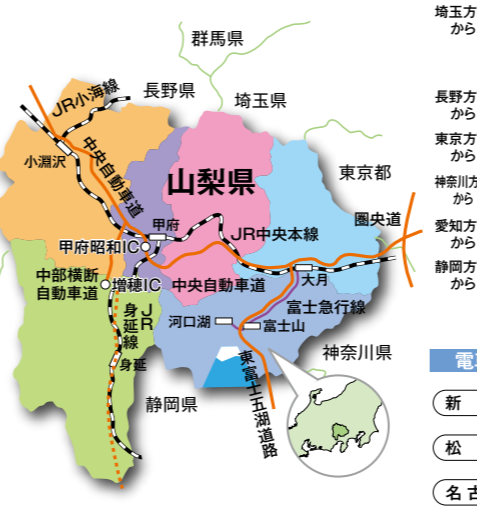 群馬県
長野県
埼玉県
JR小海線
中央自動車道
小淵沢
山梨県
東京都
圏央道
甲府
甲府昭和IC
JR中央本線
中部横断
自動車道
増穂IC
中央自動車道
大月
富士急行線
JR
身延線
河口湖
富士山
身延
東富士五湖道路
神奈川県
静岡県
埼玉方
から
長野方
から
東京方
から
神奈川方
から
愛知方
から
静岡方
から
電
新
松
名古